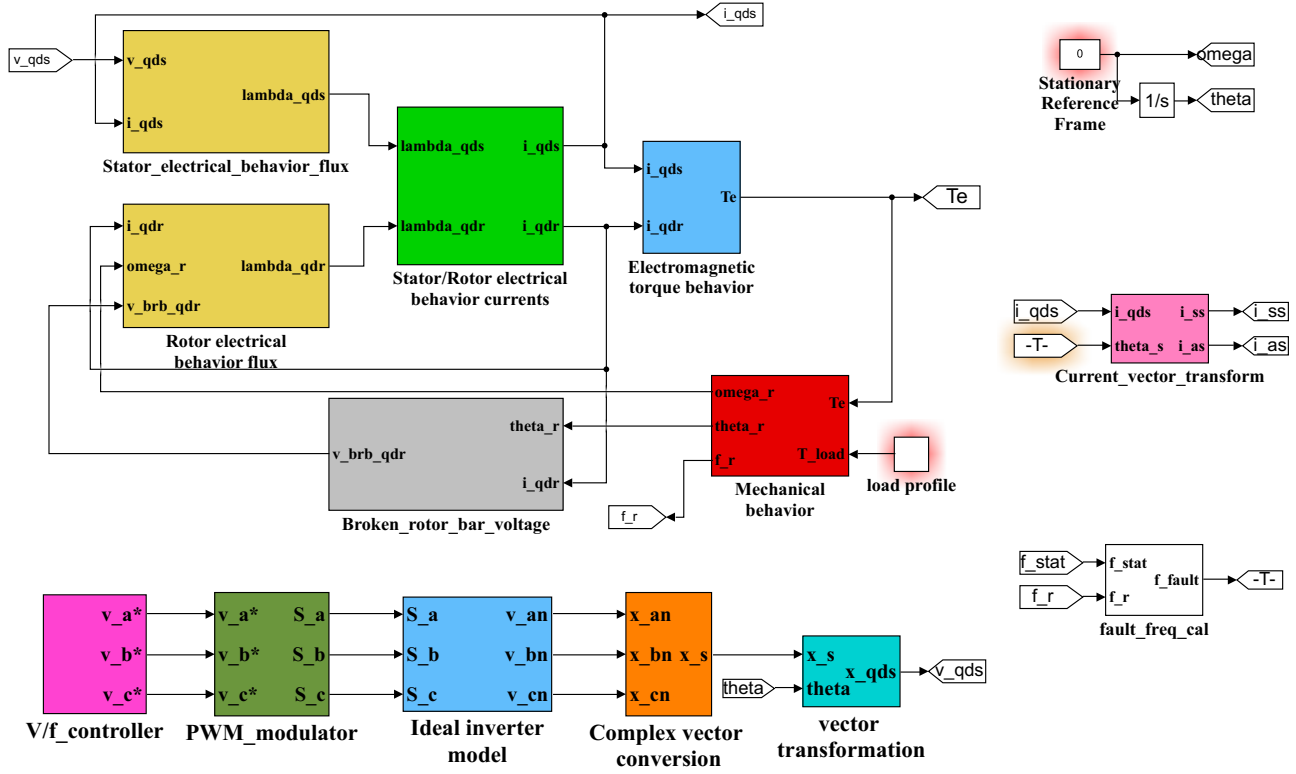 i_qds
v_qds
v_qds
i_qds
lambda_qds
Stator_electrical_behavior_flux
lambda_qds
lambda_qdr
i_qds
i_qdr
Stator/Rotor electrical
behavior currents
i_qdr
omega_r
v_brb_qdr
lambda_qdr
Rotor electrical
behavior flux
i_qds
i_qdr
Te
Electromagnetic
torque behavior
Te
0
Stationary
Reference
Frame
1/s
omega
theta
i_qds
-T-
i_qds
theta_s
i_ss
i_as
Current_vector_transform
i_ss
i_as
omega_r
theta_r
f_r
Te
T_load
Mechanical
behavior
load profile
theta_r
v_brb_qdr
i_qdr
Broken_rotor_bar_voltage
f_r
f_stat
f_r
f_stat
f_r
f_fault
fault_freq_cal
-T-
v_a*
v_b*
v_c*
V/f_controller
v_a*
v_b*
v_c*
S_a
S_b
S_c
PWM_modulator
S_a
S_b
S_c
v_an
v_bn
v_cn
Ideal inverter
model
x_an
x_bn
x_cn
x_s
Complex vector
conversion
theta
x_s
theta
x_qds
vector
transformation
v_qds